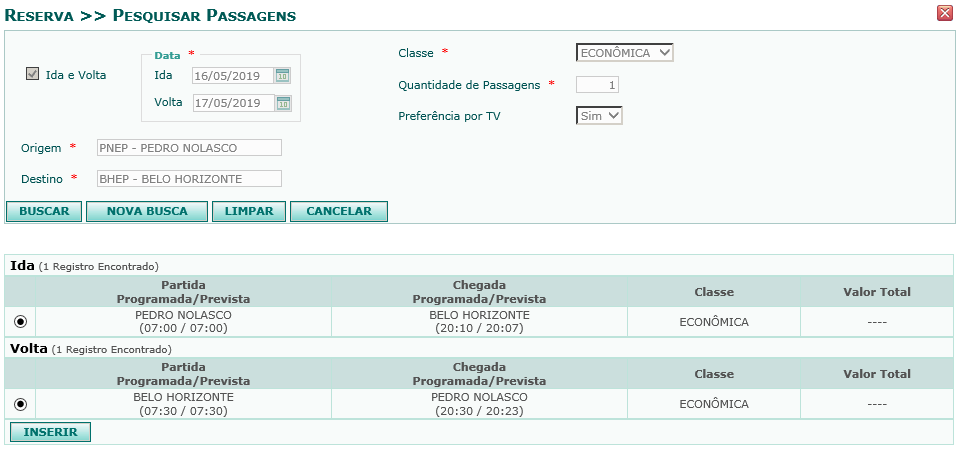 RESERVA >> PESQUISAR PASSAGENS
Ida e Volta
Data *
Ida 16/05/2019
Volta 17/05/2019
Classe * ECONÔMICA
Quantidade de Passagens * 1
Preferência por TV Sim
Origem * PNEP - PEDRO NOLASCO
Destino * BHEP - BELO HORIZONTE
BUSCAR NOVA BUSCA LIMPAR CANCELAR
Ida (1 Registro Encontrado)
Partida Programada/Prevista Chegada Programada/Prevista Classe Valor Total
PEDRO NOLASCO BELO HORIZONTE ECONÔMICA ----
(07:00 / 07:00) (20:10 / 20:07)
Volta (1 Registro Encontrado)
Partida Programada/Prevista Chegada Programada/Prevista Classe Valor Total
BELO HORIZONTE PEDRO NOLASCO ECONÔMICA ----
(07:30 / 07:30) (20:30 / 20:23)
INSERIR